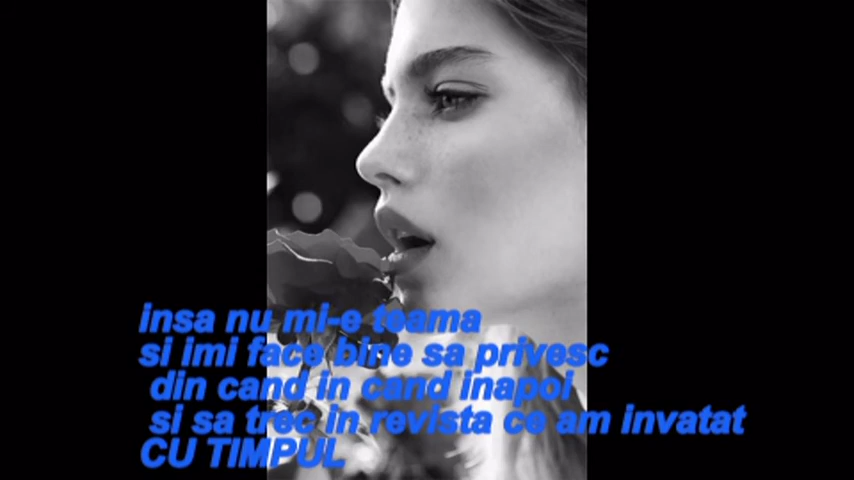 insa nu mi-e teama
si imi face bine sa privesc
din cand in cand inapoi
si sa trec in revista ce am invatat
CU TIMPUL